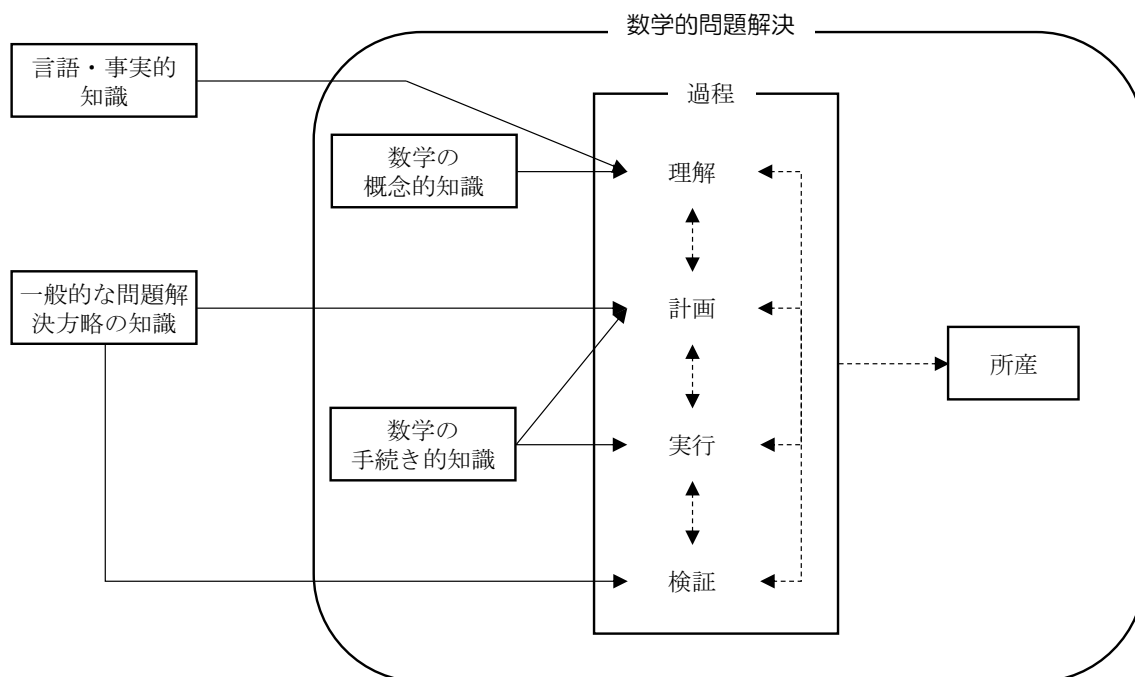 数学的問題解決
言語・事実的
知識
過程
数学の
概念的知識
理解
一般的な問題解
決方略の知識
計画
所産
数学の
手続き的知識
実行
検証